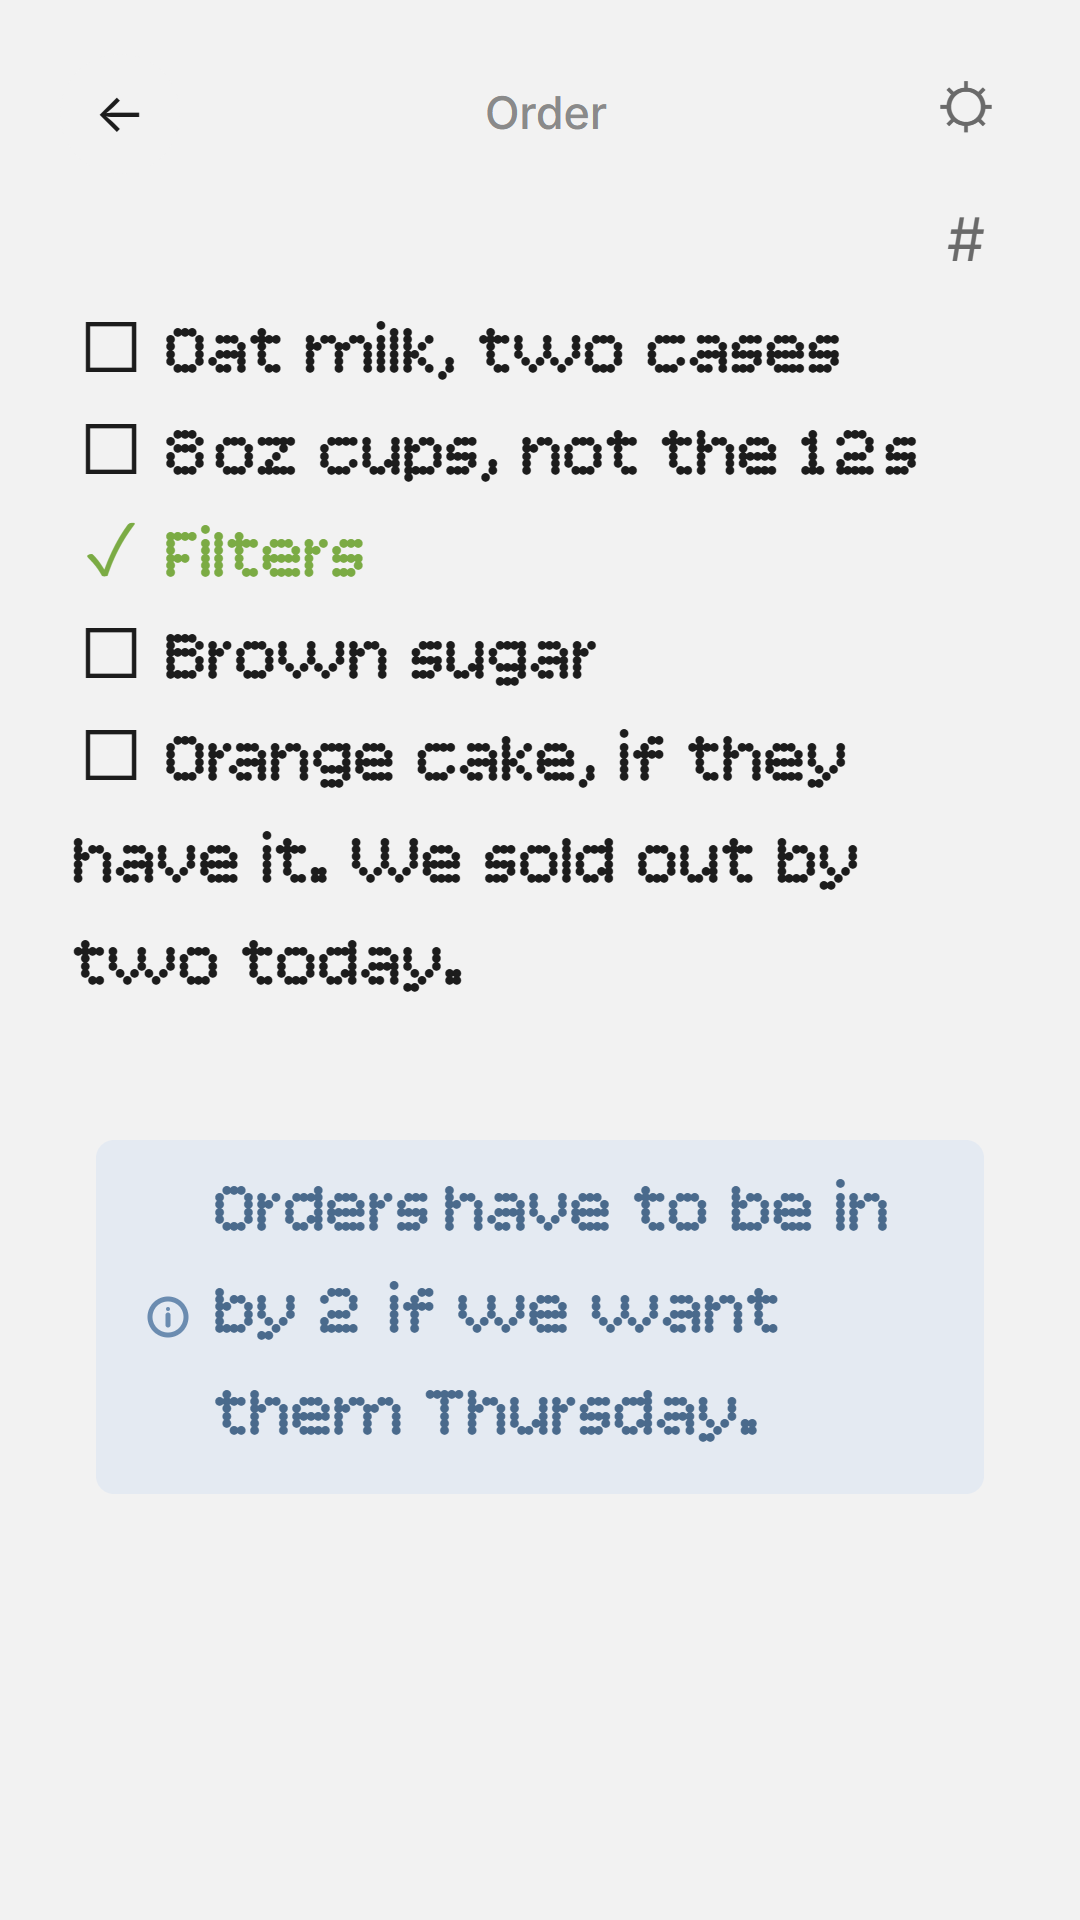 Order
#
Oat milk, two cases
8oz cups, not the 12s
Filters
Brown sugar
Orange cake, if they
have it. We sold out by
two today.
Orders have to be in
by 2 if we want
them Thursday.